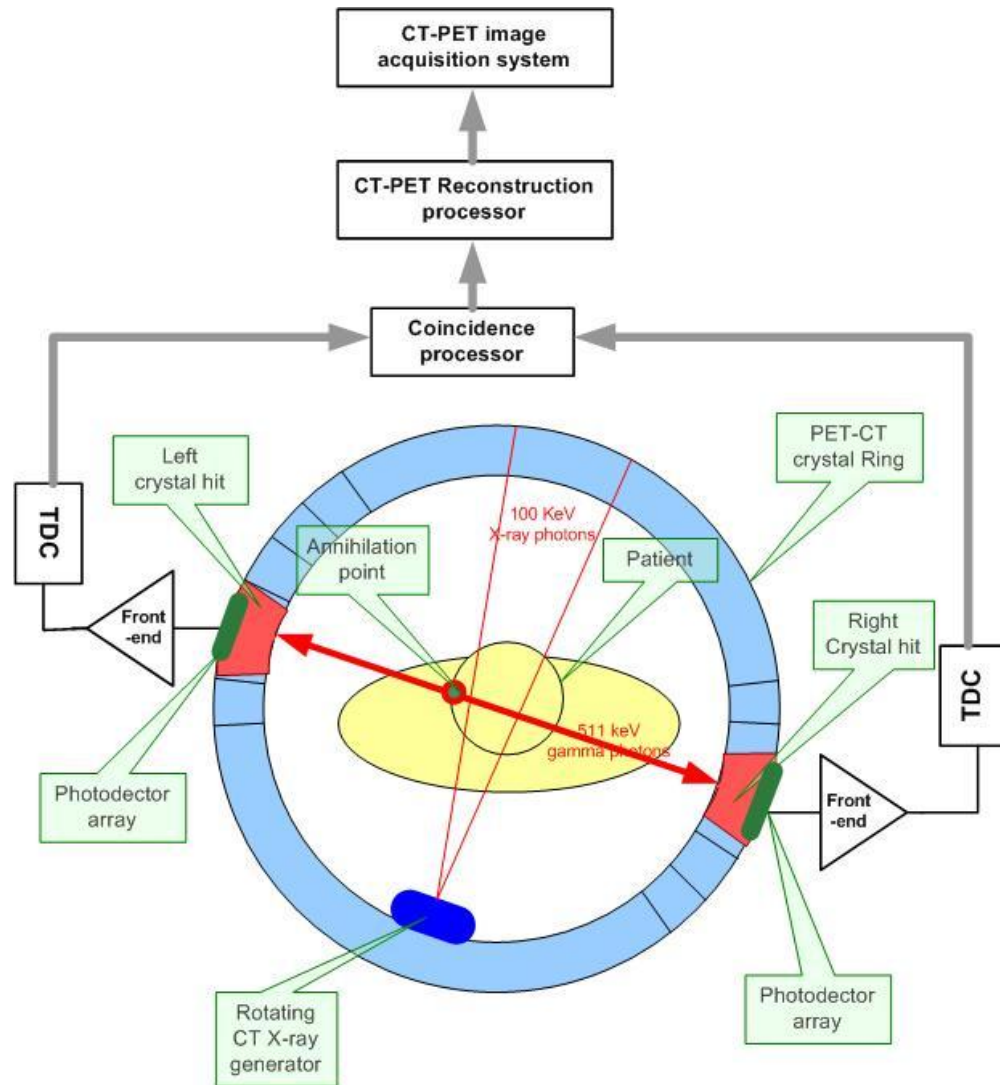 CT-PET image
acquisition system
CT-PET Reconstruction
processor
Coincidence
processor
Left
crystal hit
PET-CT
crystal Ring
TDC
100 KeV
X-ray photons
Annihilation
point
Patient
Front
-end
Right
Crystal hit
TDC
511 keV
gamma photons
Photodector
array
Front
-end
Rotating
CT X-ray
generator
Photodector
array